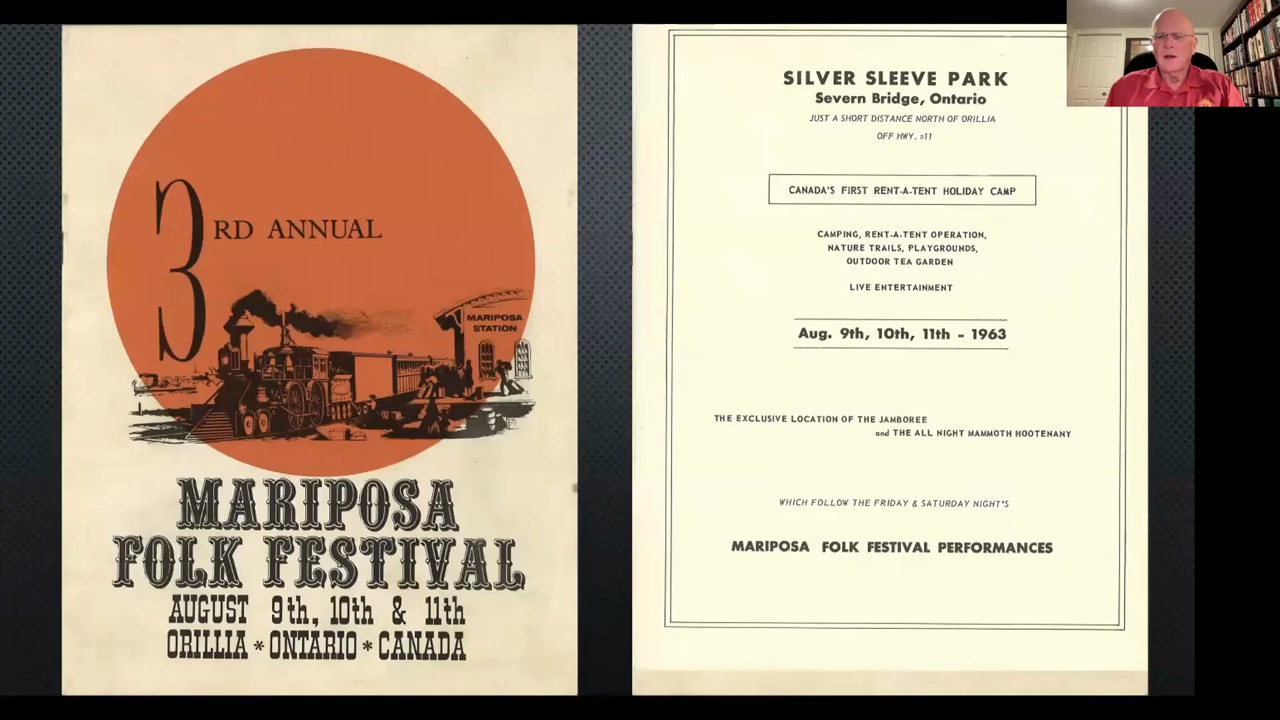 3 RD ANNUAL
MARIPOSA
STATION
MARIPOSA
FOLK FESTIVAL
AUGUST 9th, 10th & 11th
ORILLIA * ONTARIO * CANADA
SILVER SLEEVE PARK
Severn Bridge, Ontario
JUST A SHORT DISTANCE NORTH OF ORILLIA
OFF HWY. #11
CANADA'S FIRST RENT-A-TENT HOLIDAY CAMP
CAMPING, RENT-A-TENT OPERATION,
NATURE TRAILS, PLAYGROUNDS,
OUTDOOR TEA GARDEN
LIVE ENTERTAINMENT
Aug. 9th, 10th, 11th - 1963
THE EXCLUSIVE LOCATION OF THE JAMBOREE
and THE ALL NIGHT MAMMOTH HOOTENANY
WHICH FOLLOW THE FRIDAY & SATURDAY NIGHT'S
MARIPOSA FOLK FESTIVAL PERFORMANCES